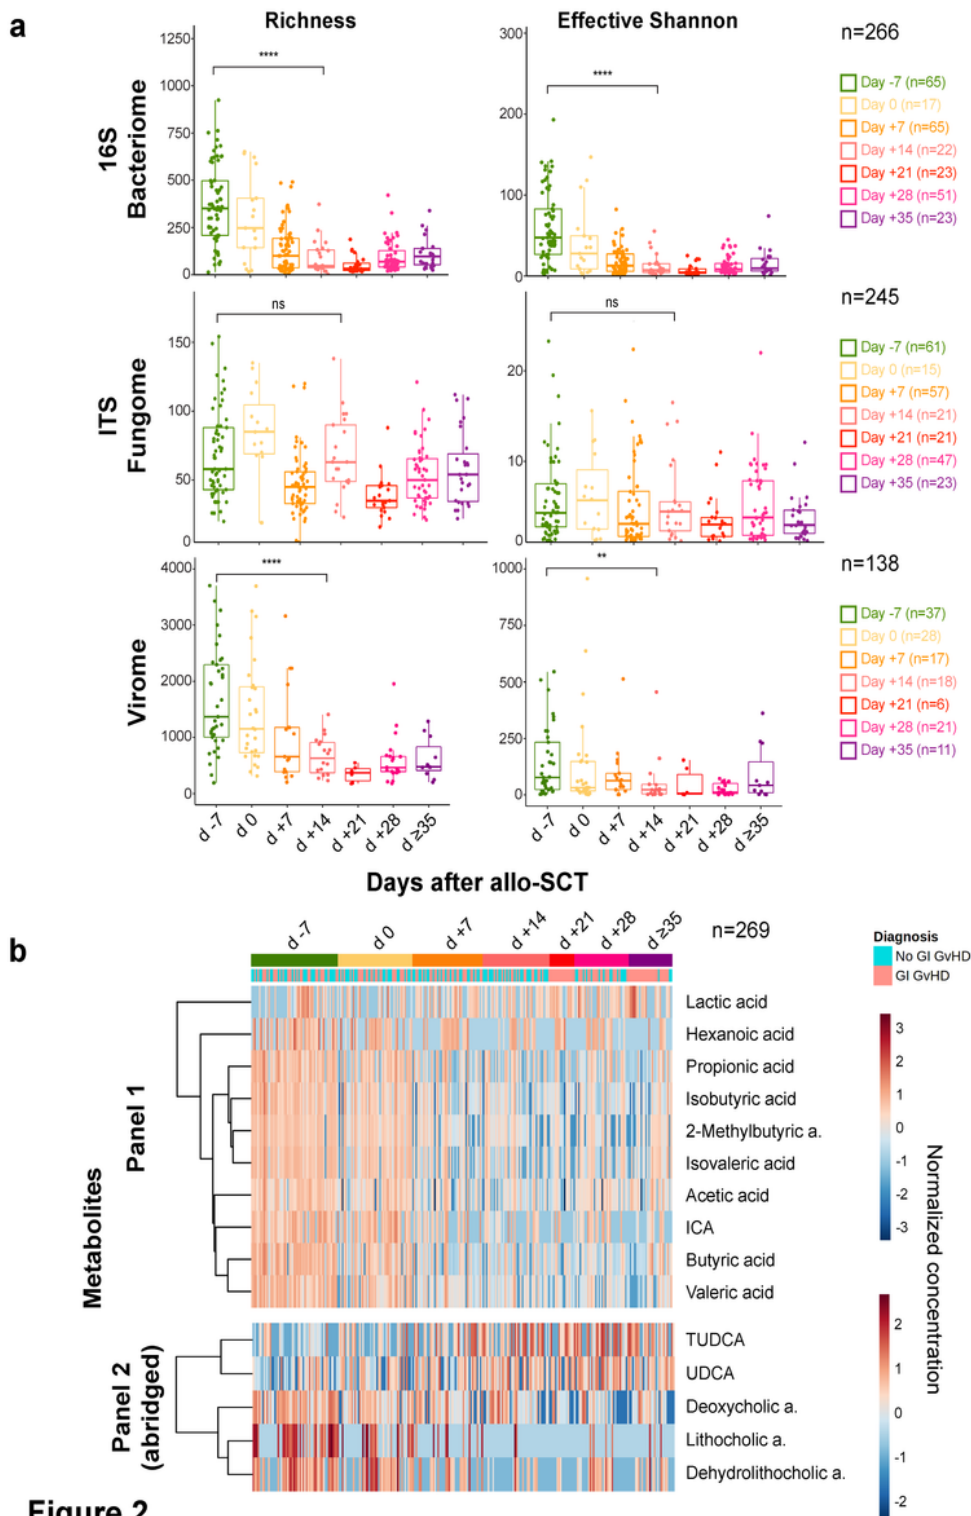 a
Richness
Effective Shannon
16S
Bacteriome
1250
1000
750
500
250
0
****
300
200
100
0
****
n=266
Day -7 (n=65)
Day 0 (n=17)
Day +7 (n=65)
Day +14 (n=22)
Day +21 (n=23)
Day +28 (n=51)
Day +35 (n=23)
ITS
Fungome
150
100
50
0
ns
20
10
0
ns
n=245
Day -7 (n=61)
Day 0 (n=15)
Day +7 (n=57)
Day +14 (n=21)
Day +21 (n=21)
Day +28 (n=47)
Day +35 (n=23)
Virome
4000
3000
2000
1000
0
****
1000
750
500
250
0
**
n=138
Day -7 (n=37)
Day 0 (n=28)
Day +7 (n=17)
Day +14 (n=18)
Day +21 (n=6)
Day +28 (n=21)
Day +35 (n=11)
d -7
d 0
d +7
d +14
d +21
d +28
d ≥35
d -7
d 0
d +7
d +14
d +21
d +28
d ≥35
Days after allo-SCT
b
d -7
d 0
d +7
d +14
d +21
d +28
d ≥35
n=269
Diagnosis
No GI GvHD
GI GvHD
Metabolites
Panel 1
Lactic acid
Hexanoic acid
Propionic acid
Isobutyric acid
2-Methylbutyric a.
Isovaleric acid
Acetic acid
ICA
Butyric acid
Valeric acid
Panel 2
(abridged)
TUDCA
UDCA
Deoxycholic a.
Lithocholic a.
Dehydrolithocholic a.
3
2
1
0
-1
-2
-3
Normalized concentration
2
1
0
-1
-2
Figure 2